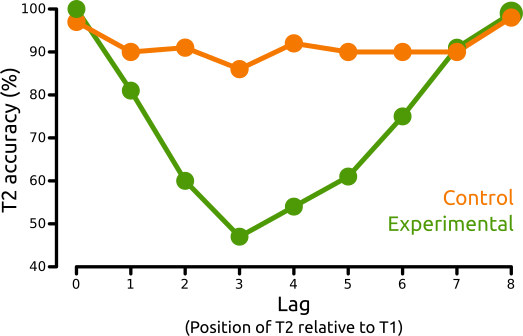 100
90
80
70
60
50
40
T2 accuracy (%)
Control
Experimental
0 1 2 3 4 5 6 7 8
Lag
(Position of T2 relative to T1)